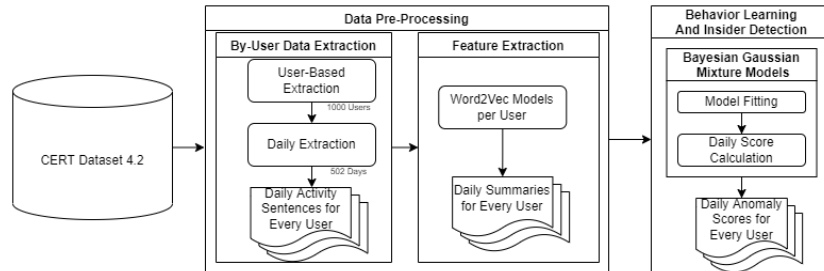 CERT Dataset 4.2
Data Pre-Processing
By-User Data Extraction
User-Based
Extraction
1000 Users
Daily Extraction
502 Days
Daily Activity
Sentences for
Every User
Feature Extraction
Word2Vec Models
per User
Daily Summaries
for Every User
Behavior Learning
And Insider Detection
Bayesian Gaussian
Mixture Models
Model Fitting
Daily Score
Calculation
Daily Anomaly
Scores for
Every User